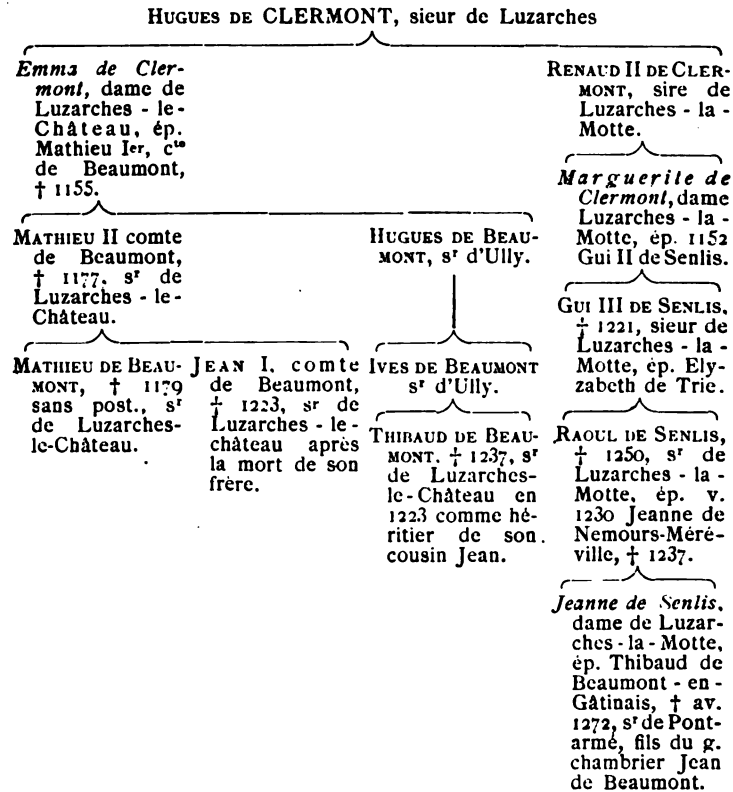 HUGUES DE CLERMONT, sieur de Luzarches
Emma de Cler-
mont, dame de
Luzarches - le-
Château, ép.
Mathieu Ier, cte
de Beaumont,
† 1155.
RENAUD II DE CLER-
MONT, sire de
Luzarches - la -
Motte.
Marguerite de
Clermont, dame
Luzarches - la -
Motte, ép. 1152
Gui II de Senlis.
MATHIEU II comte
de Beaumont,
† 1177, sr de
Luzarches - le -
Château.
HUGUES DE BEAU-
MONT, sr d'Ully.
GUI III DE SENLIS,
† 1221, sieur de
Luzarches - la -
Motte, ép. Ely-
zabeth de Trie.
MATHIEU DE BEAU-
MONT, † 1179
sans post., sr
de Luzarches-
le-Château.
JEAN I, comte
de Beaumont,
† 1223, sr de
Luzarches - le -
château après
la mort de son
frère.
IVES DE BEAUMONT
sr d'Ully.
THIBAUD DE BEAU-
MONT. † 1237, sr
de Luzarches-
le-Château en
1223 comme hé-
ritier de son
cousin Jean.
RAOUL DE SENLIS,
† 1250, sr de
Luzarches - la -
Motte, ép. v.
1230 Jeanne de
Nemours-Méré-
ville, † 1237.
Jeanne de Senlis,
dame de Luzar-
ches - la - Motte,
ép. Thibaud de
Beaumont - en -
Gâtinais, † av.
1272, sr de Pont-
armé, fils du g.
chambrier Jean
de Beaumont.